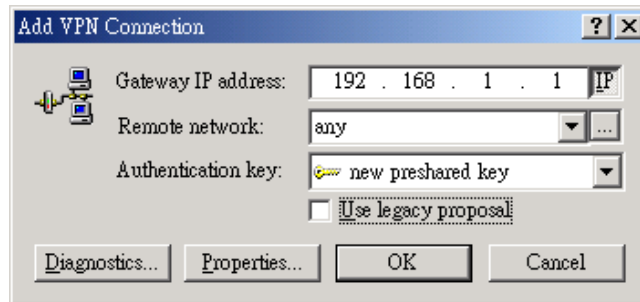 Add VPN Connection
Gateway IP address: 192 . 168 . 1 . 1 IP
Remote network: any ...
Authentication key: new preshared key
Use legacy proposal
Diagnostics... Properties... OK Cancel